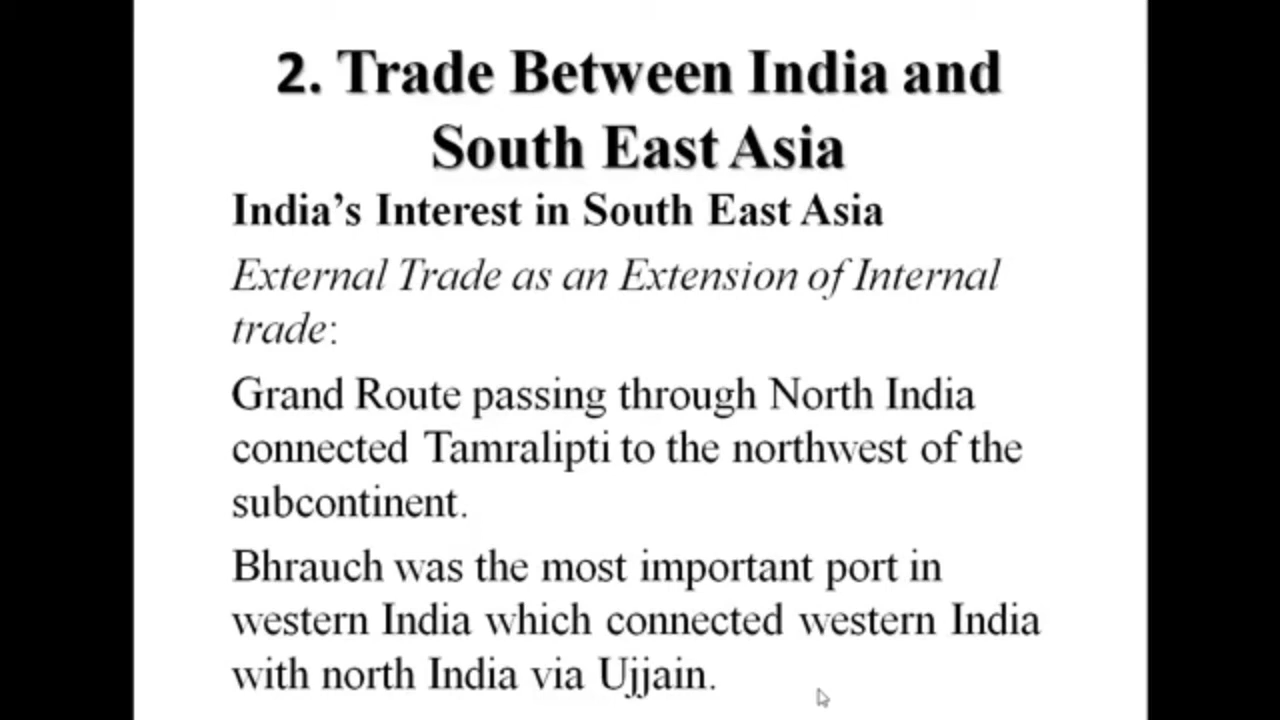 2. Trade Between India and
South East Asia
India’s Interest in South East Asia
External Trade as an Extension of Internal
trade:
Grand Route passing through North India
connected Tamralipti to the northwest of the
subcontinent.
Bhrauch was the most important port in
western India which connected western India
with north India via Ujjain.